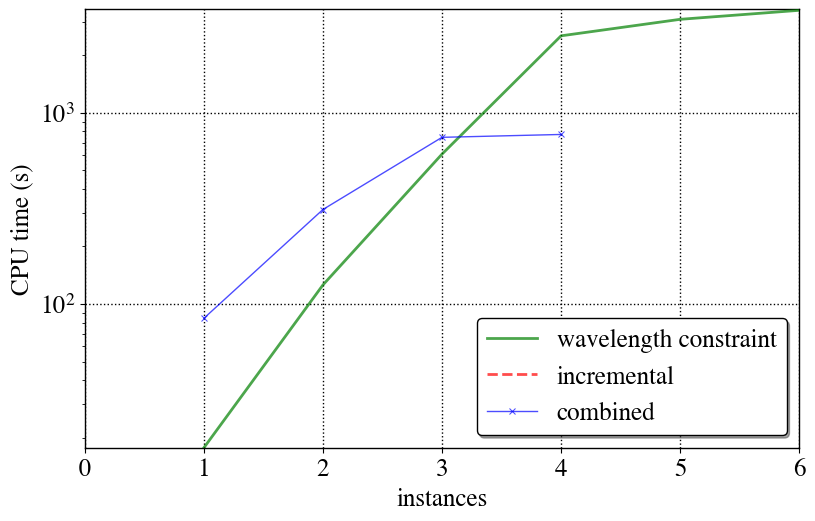 10³
CPU time (s)
10²
wavelength constraint
incremental
combined
0 1 2 3 4 5 6
instances